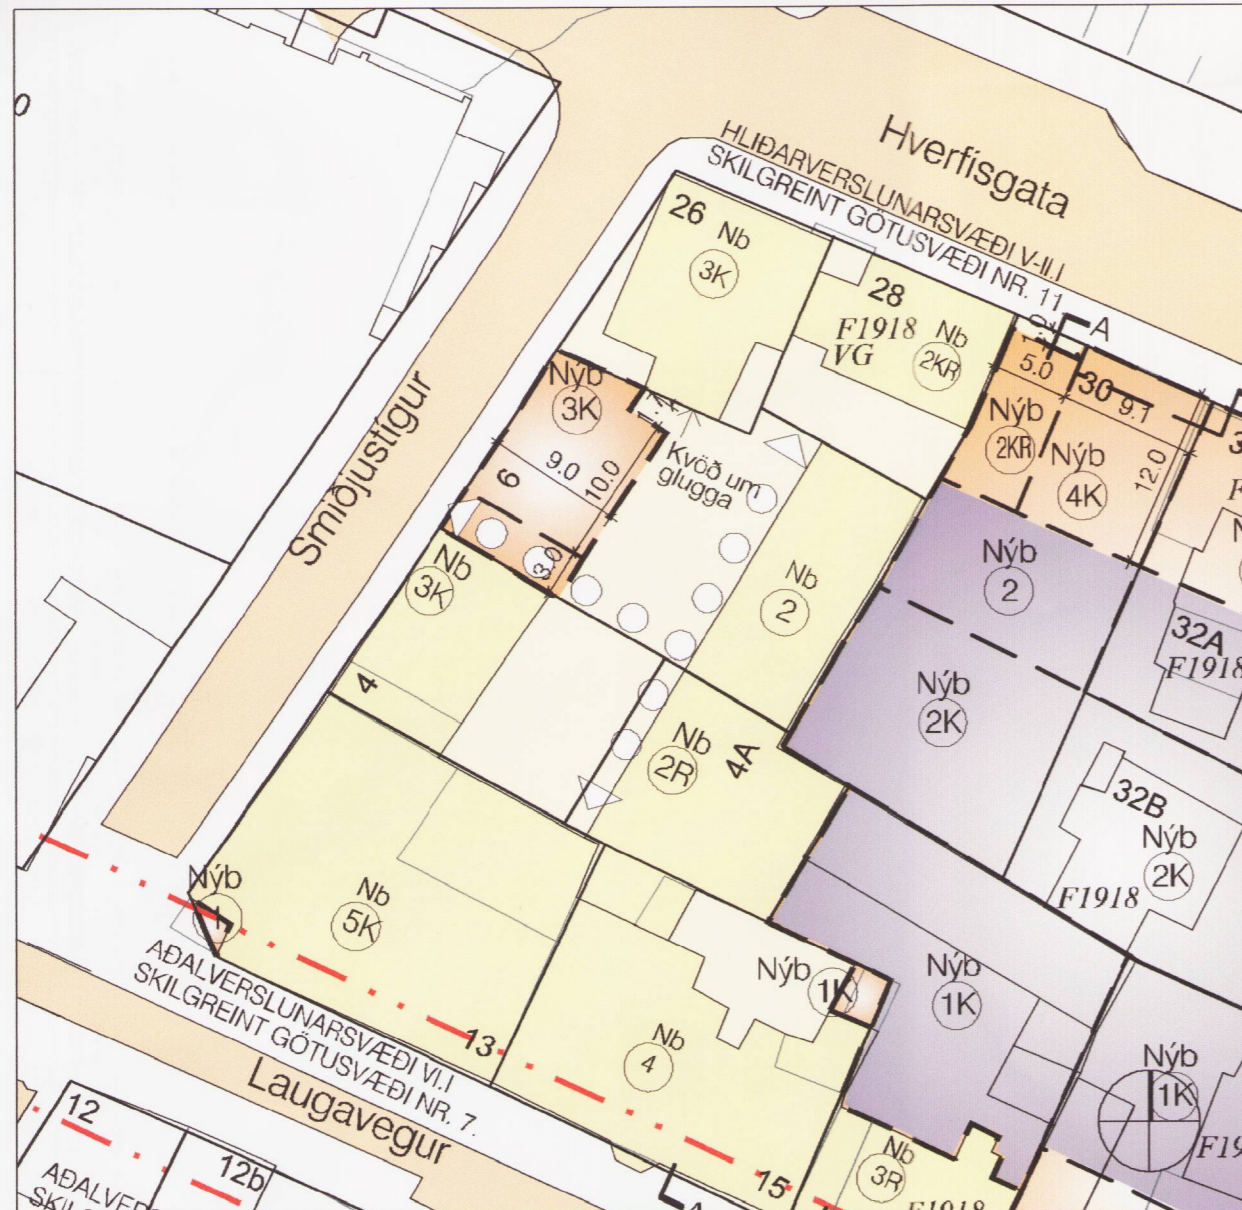 0
Hverfisgata
HLIÐARVERSLUNARSVÆÐI V-II.I
SKILGREINT GÖTUSVÆÐI NR. 11
26
Nb
3K
28
F1918
VG
Nb
2KR
A
5.0
30
9.1
12.0
Nýb
2KR
Nýb
4K
Nýb
3K
9.0
10.0
6
3.0
Kvöð um
glugga
Smiðjustígur
Nb
3K
4
Nb
2
Nýb
2
Nýb
2K
32A
F1918
32B
Nýb
2K
F1918
Nb
2R
4A
Nýb
1
Nb
5K
AÐALVERSLUNARSVÆÐI VI.I
SKILGREINT GÖTUSVÆÐI NR. 7.
13
Laugavegur
Nýb
1K
Nýb
1K
Nb
4
Nýb
1K
15
Nb
3R
F1918
12
12b
A